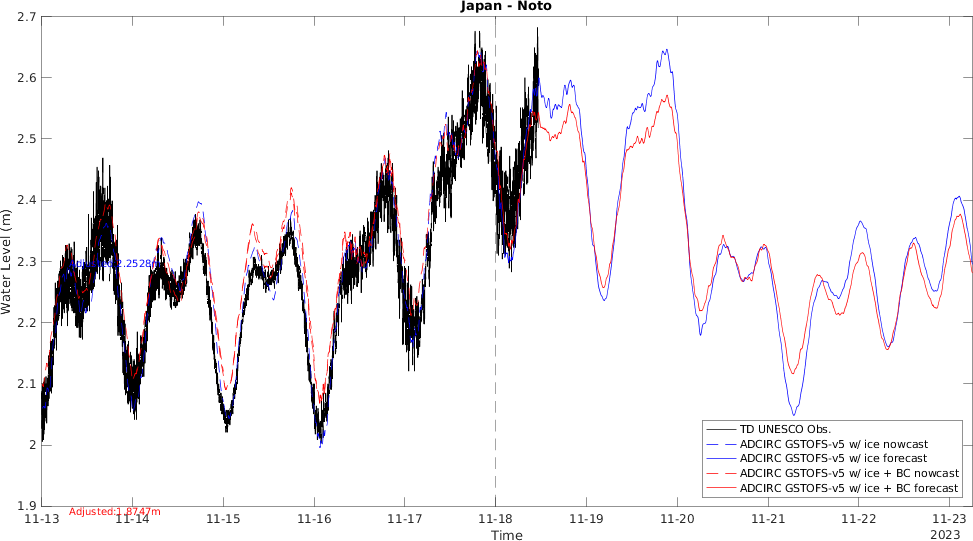 Japan - Noto
2.7
2.6
2.5
2.4
2.3
2.2
2.1
2
1.9
Water Level (m)
Adjusted:2.2528m
Adjusted:1.8747m
TD UNESCO Obs.
ADCIRC GSTOFS-v5 w/ ice nowcast
ADCIRC GSTOFS-v5 w/ ice forecast
ADCIRC GSTOFS-v5 w/ ice + BC nowcast
ADCIRC GSTOFS-v5 w/ ice + BC forecast
11-13 11-14 11-15 11-16 11-17 11-18 11-19 11-20 11-21 11-22 11-23
Time
2023